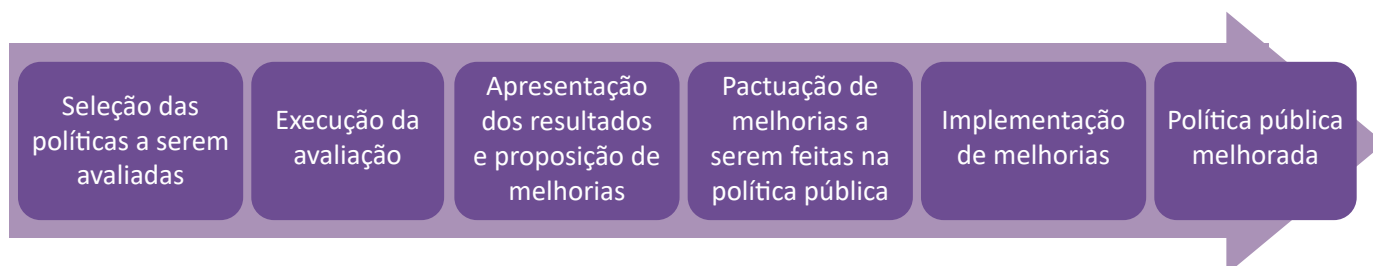 Seleção das
políticas a serem
avaliadas
Execução da
avaliação
Apresentação
dos resultados
e proposição de
melhorias
Pactuação de
melhorias a
serem feitas na
política pública
Implementação
de melhorias
Política pública
melhorada